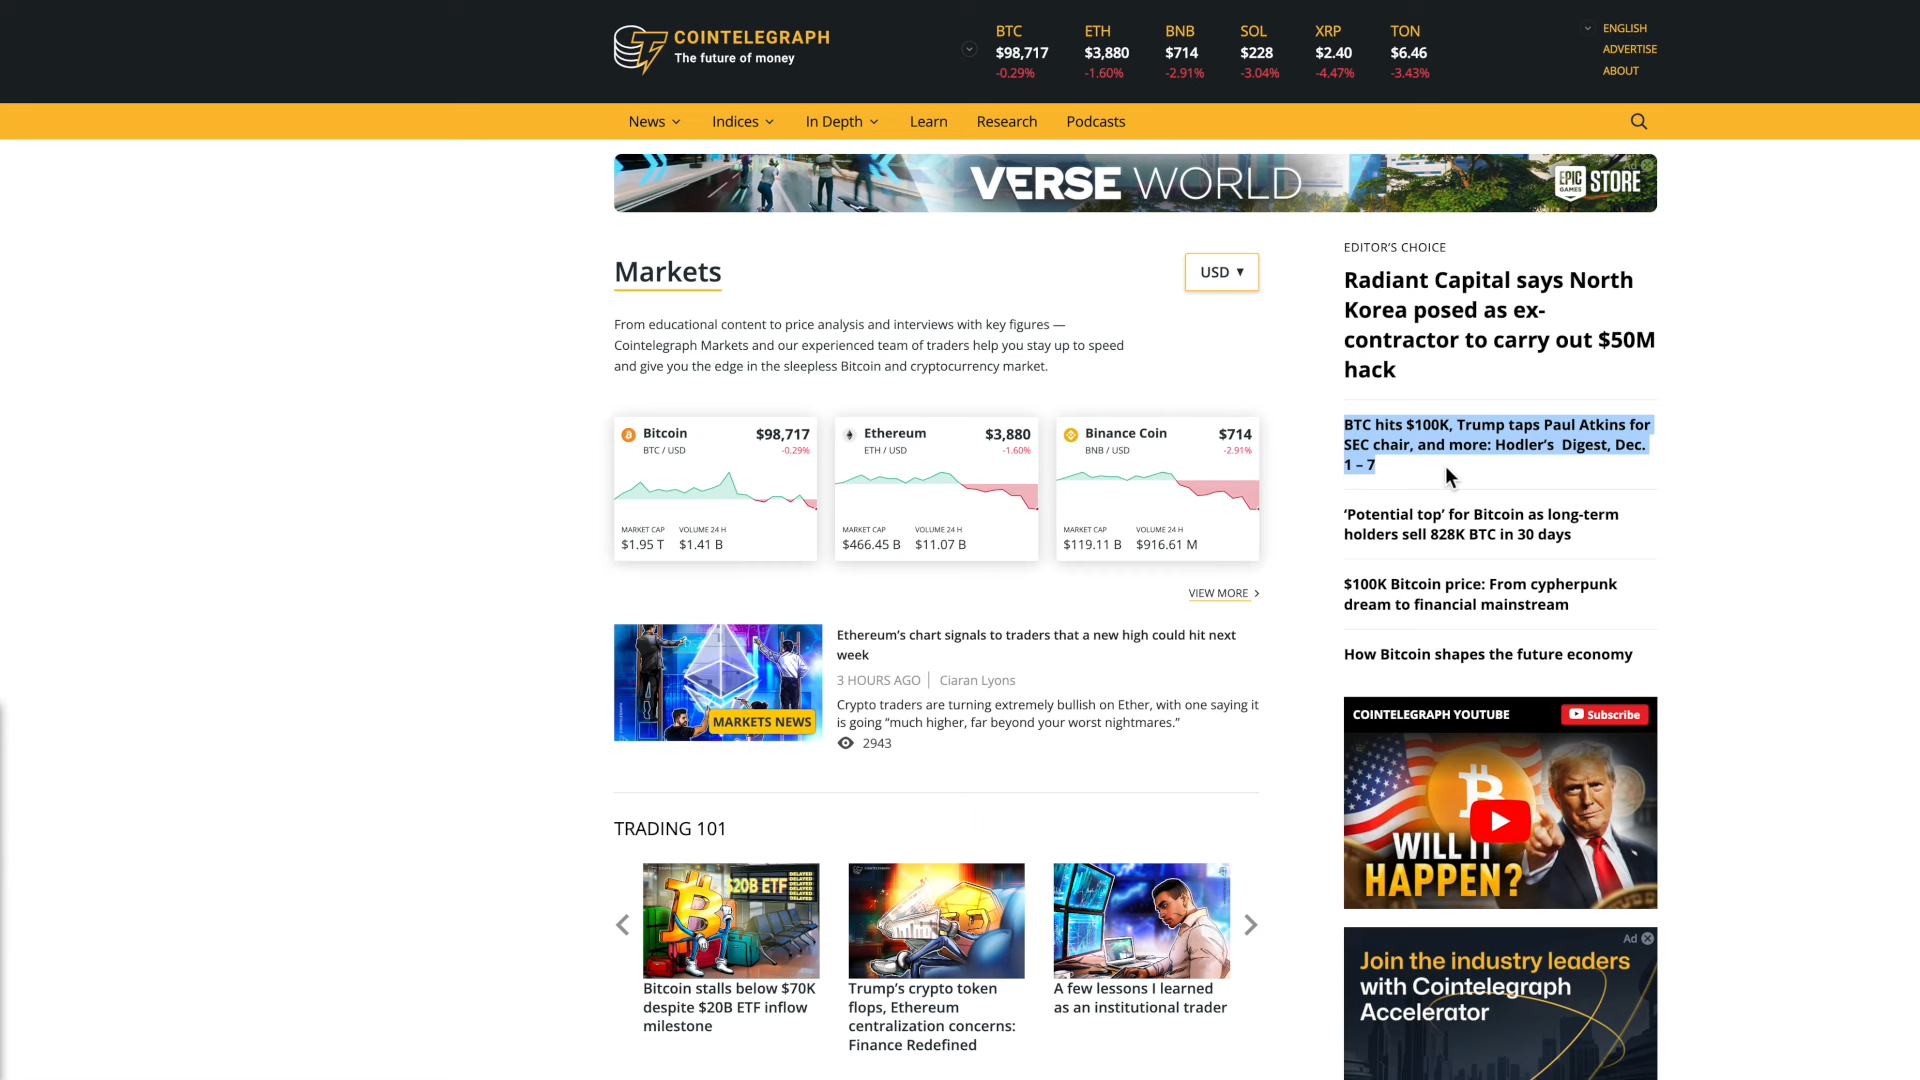 COINTELEGRAPH
The future of money
BTC
$98,717
-0.29%
ETH
$3,880
-1.60%
BNB
$714
-2.91%
SOL
$228
-3.04%
XRP
$2.40
-4.47%
TON
$6.46
-3.43%
ENGLISH
ADVERTISE
ABOUT
News
Indices
In Depth
Learn
Research
Podcasts
VERSE WORLD
EPIC GAMES STORE
Markets
USD ▼
From educational content to price analysis and interviews with key figures —
Cointelegraph Markets and our experienced team of traders help you stay up to speed
and give you the edge in the sleepless Bitcoin and cryptocurrency market.
Bitcoin $98,717
BTC / USD -0.29%
MARKET CAP VOLUME 24 H
$1.95 T $1.41 B
Ethereum $3,880
ETH / USD -1.60%
MARKET CAP VOLUME 24 H
$466.45 B $11.07 B
Binance Coin $714
BNB / USD -2.91%
MARKET CAP VOLUME 24 H
$119.11 B $916.61 M
VIEW MORE
MARKETS NEWS
Ethereum’s chart signals to traders that a new high could hit next
week
3 HOURS AGO Ciaran Lyons
Crypto traders are turning extremely bullish on Ether, with one saying it
is going “much higher, far beyond your worst nightmares.”
2943
TRADING 101
$20B ETF
DELAYED
DELAYED
DELAYED
DELAYED
DELAYED
Bitcoin stalls below $70K
despite $20B ETF inflow
milestone
Trump’s crypto token
flops, Ethereum
centralization concerns:
Finance Redefined
A few lessons I learned
as an institutional trader
EDITOR’S CHOICE
Radiant Capital says North
Korea posed as ex-
contractor to carry out $50M
hack
BTC hits $100K, Trump taps Paul Atkins for
SEC chair, and more: Hodler’s Digest, Dec.
1 – 7
‘Potential top’ for Bitcoin as long-term
holders sell 828K BTC in 30 days
$100K Bitcoin price: From cypherpunk
dream to financial mainstream
How Bitcoin shapes the future economy
COINTELEGRAPH YOUTUBE
Subscribe
WILL IT
HAPPEN?
Ad
Join the industry leaders
with Cointelegraph
Accelerator